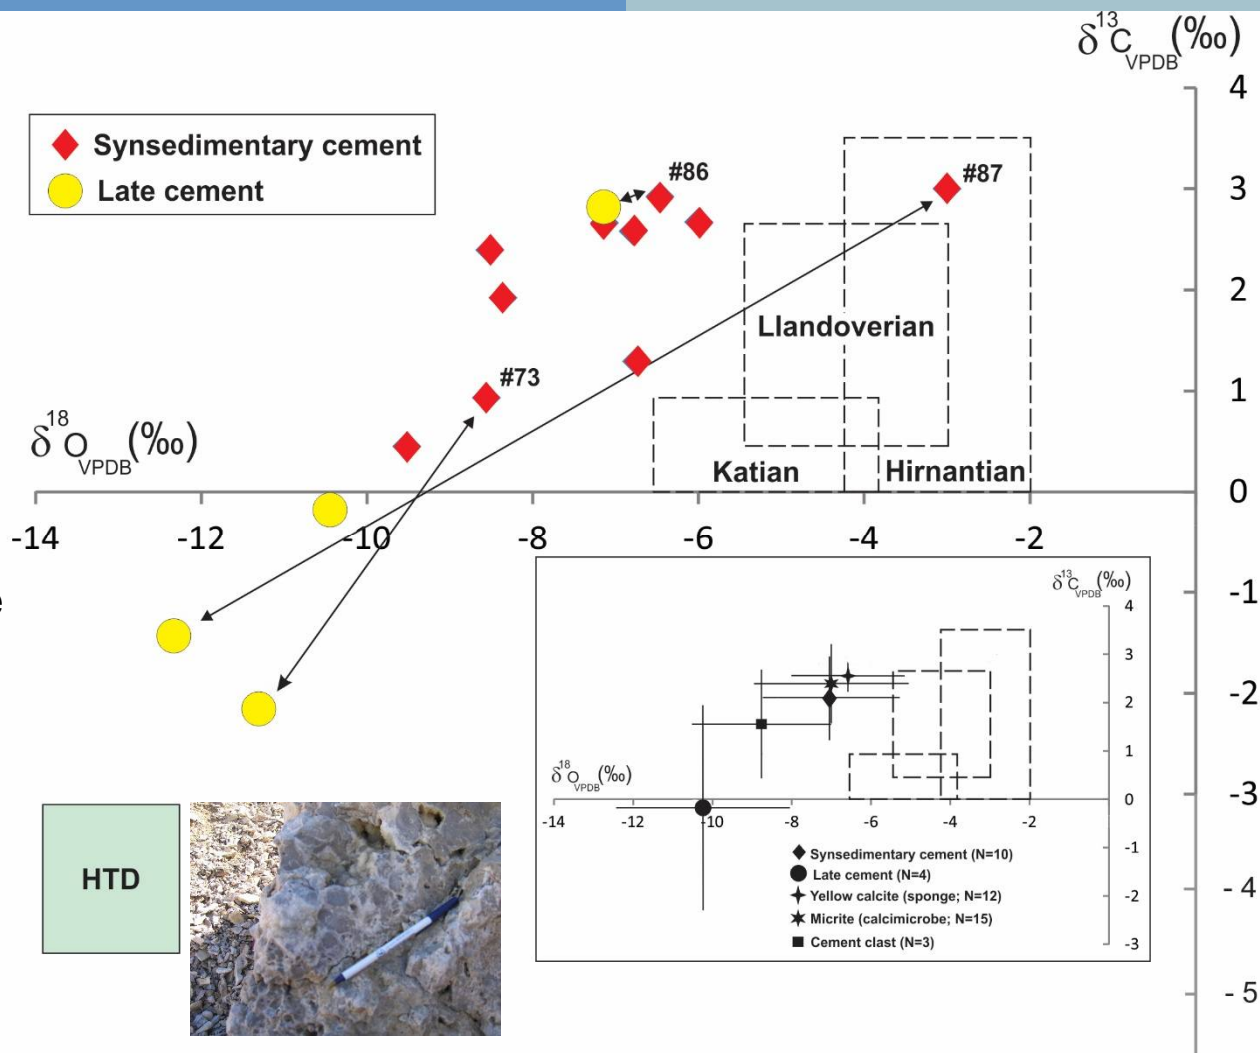 δ13CVPDB(‰)
4
Synsedimentary cement
Late cement
#86
#87
3
2
Llandoverian
#73
1
δ18OVPDB(‰)
Katian
Hirnantian
0
-14
-12
-10
-8
-6
-4
-2
e
-1
-2
-3
- 4
- 5
δ13CVPDB(‰)
4
3
2
1
δ18OVPDB(‰)
0
-14
-12
-10
-8
-6
-4
-2
-1
-2
-3
Synsedimentary cement (N=10)
Late cement (N=4)
Yellow calcite (sponge; N=12)
Micrite (calcimicrobe; N=15)
Cement clast (N=3)
HTD